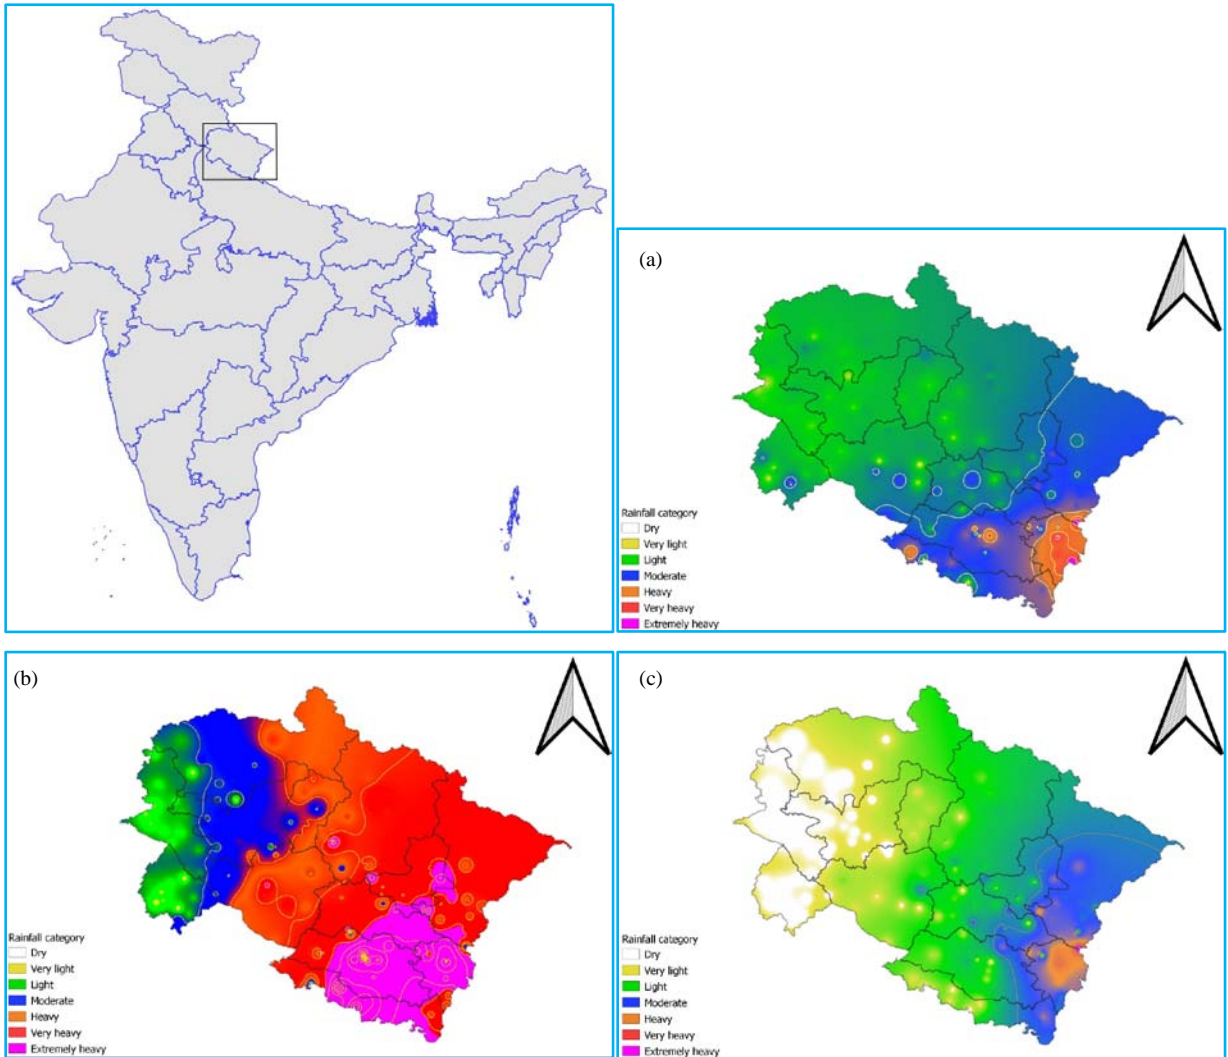 (a)
Rainfall category
Dry
Very light
Light
Moderate
Heavy
Very heavy
Extremely heavy
(b)
Rainfall category
Dry
Very light
Light
Moderate
Heavy
Very heavy
Extremely heavy
(c)
Rainfall category
Dry
Very light
Light
Moderate
Heavy
Very heavy
Extremely heavy